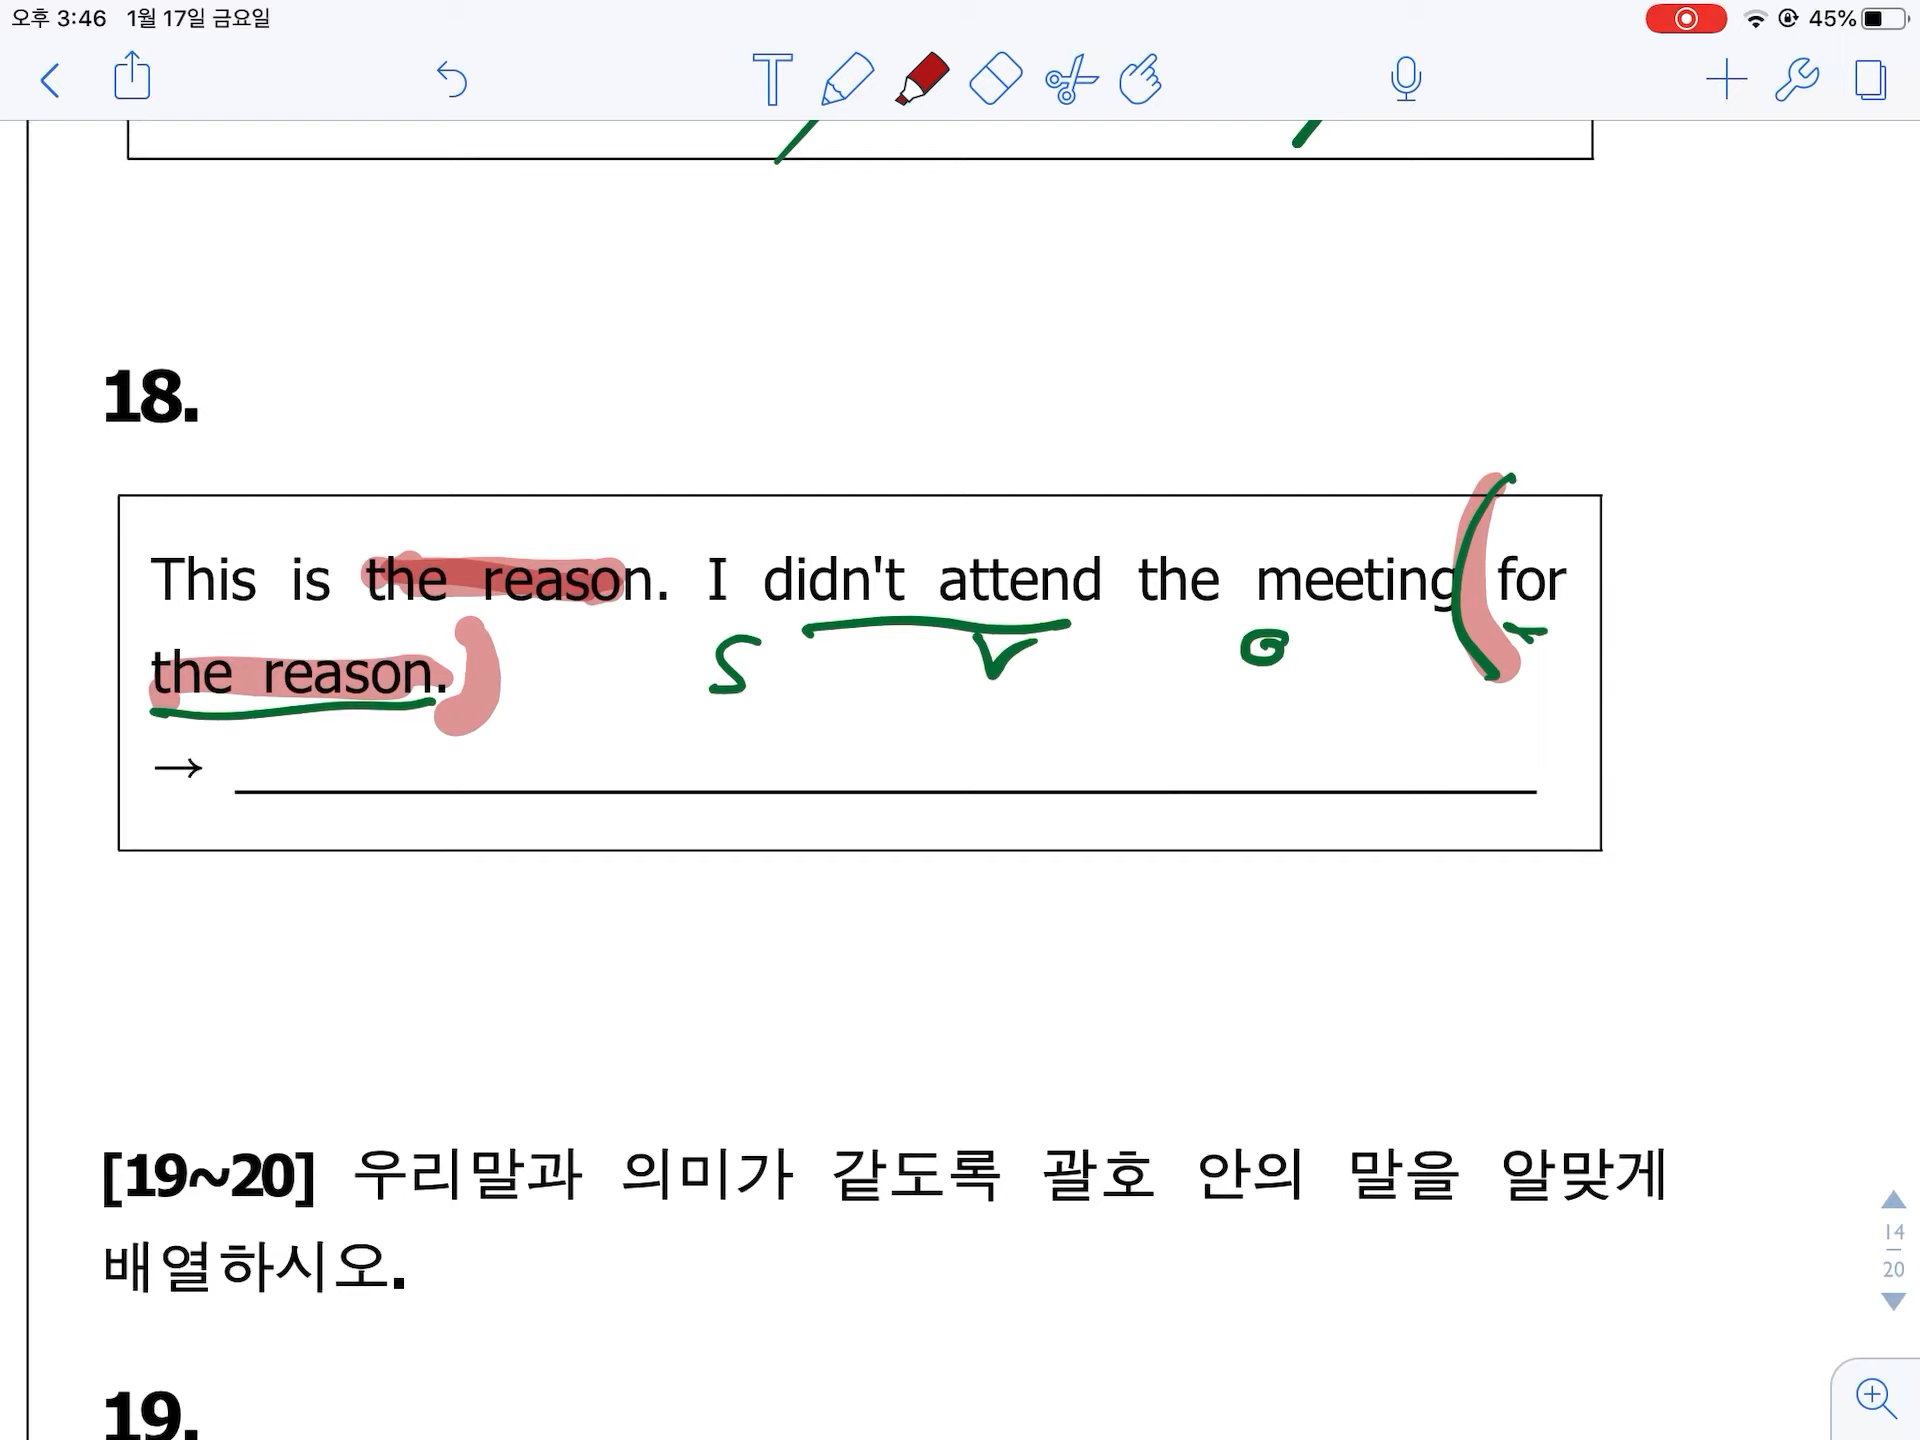 오후 3:46 1월 17일 금요일
45%
T
18.
This is the reason. I didn't attend the meeting ( for
the reason. )
S V O
→
[19~20] 우리말과 의미가 같도록 괄호 안의 말을 알맞게
배열하시오.
14
20
19.